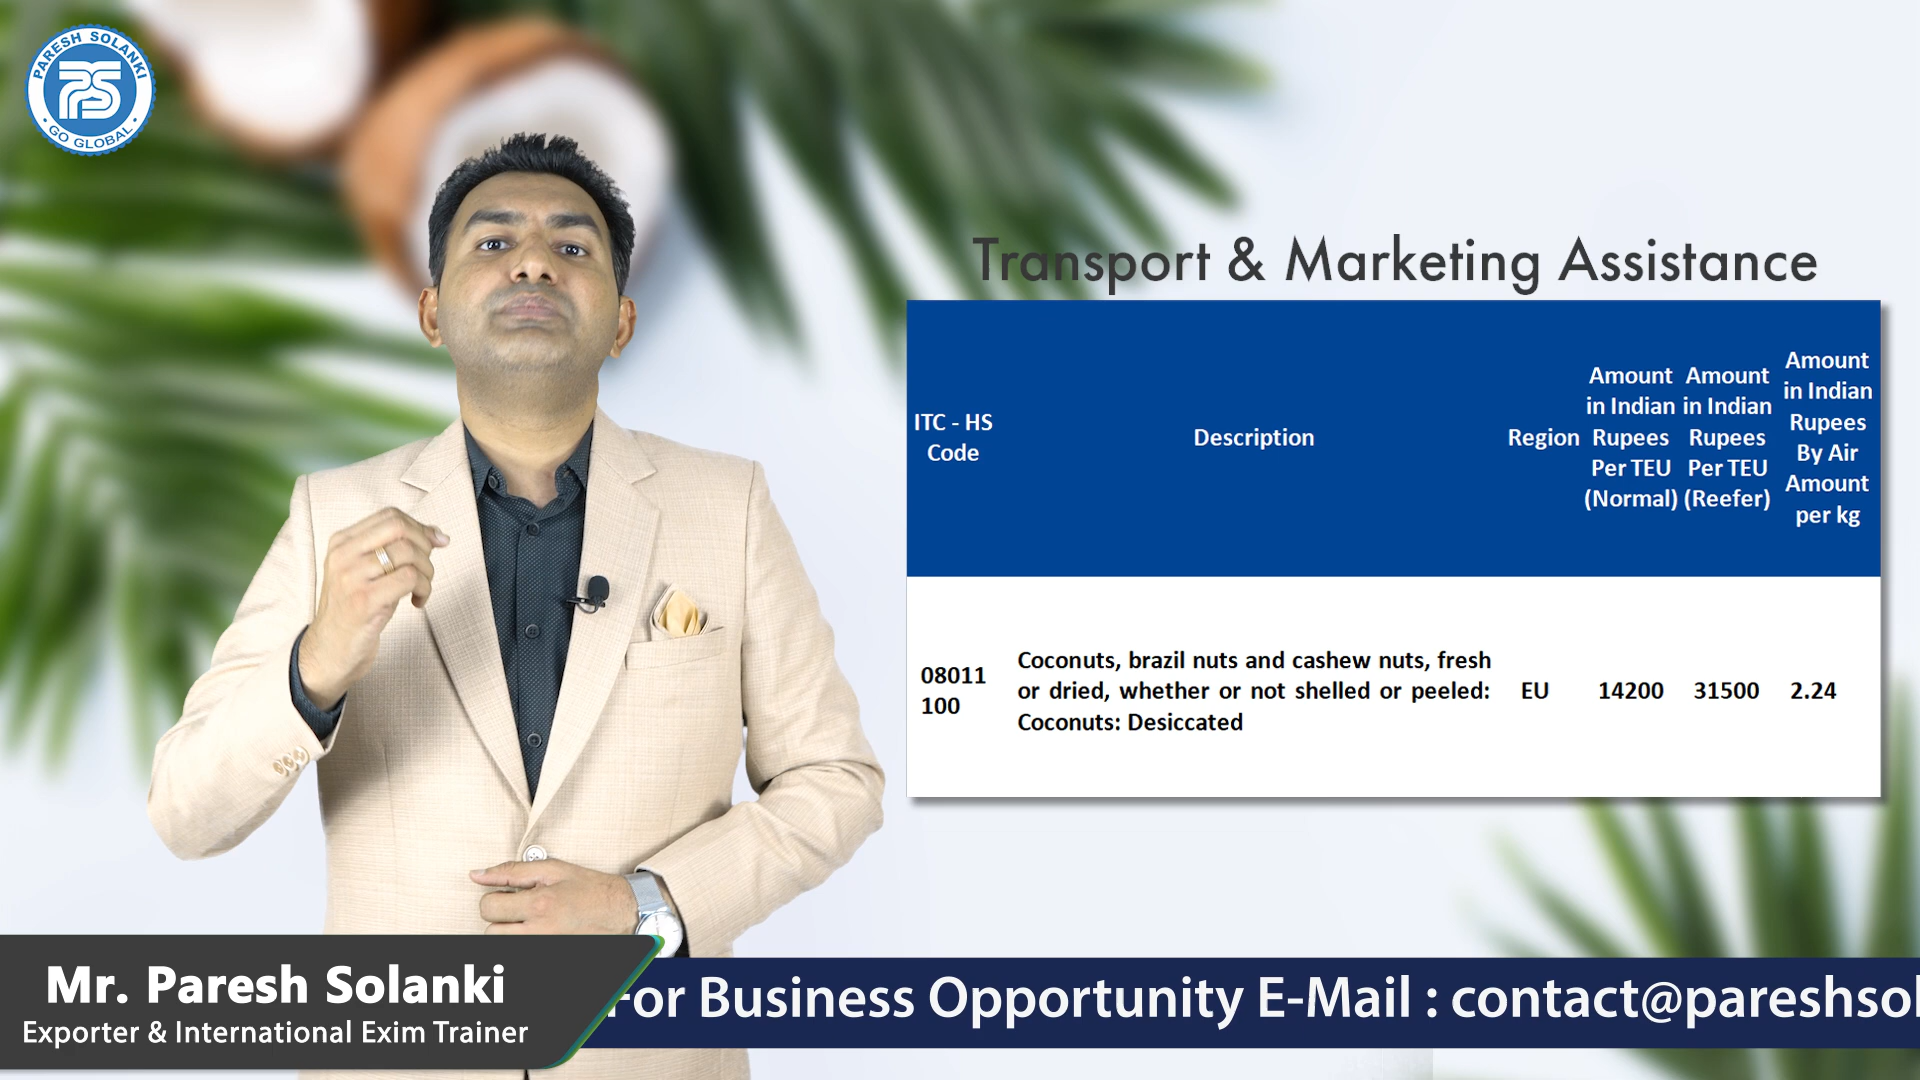 PARESH SOLANKI
PS
GO GLOBAL
Transport & Marketing Assistance
ITC - HS
Code
Description
Region
Amount
in Indian
Rupees
Per TEU
(Normal)
Amount
in Indian
Rupees
Per TEU
(Reefer)
Amount
in Indian
Rupees
By Air
Amount
per kg
08011
100
Coconuts, brazil nuts and cashew nuts, fresh
or dried, whether or not shelled or peeled:
Coconuts: Desiccated
EU
14200
31500
2.24
Mr. Paresh Solanki
Exporter & International Exim Trainer
For Business Opportunity E-Mail : contact@pareshsol